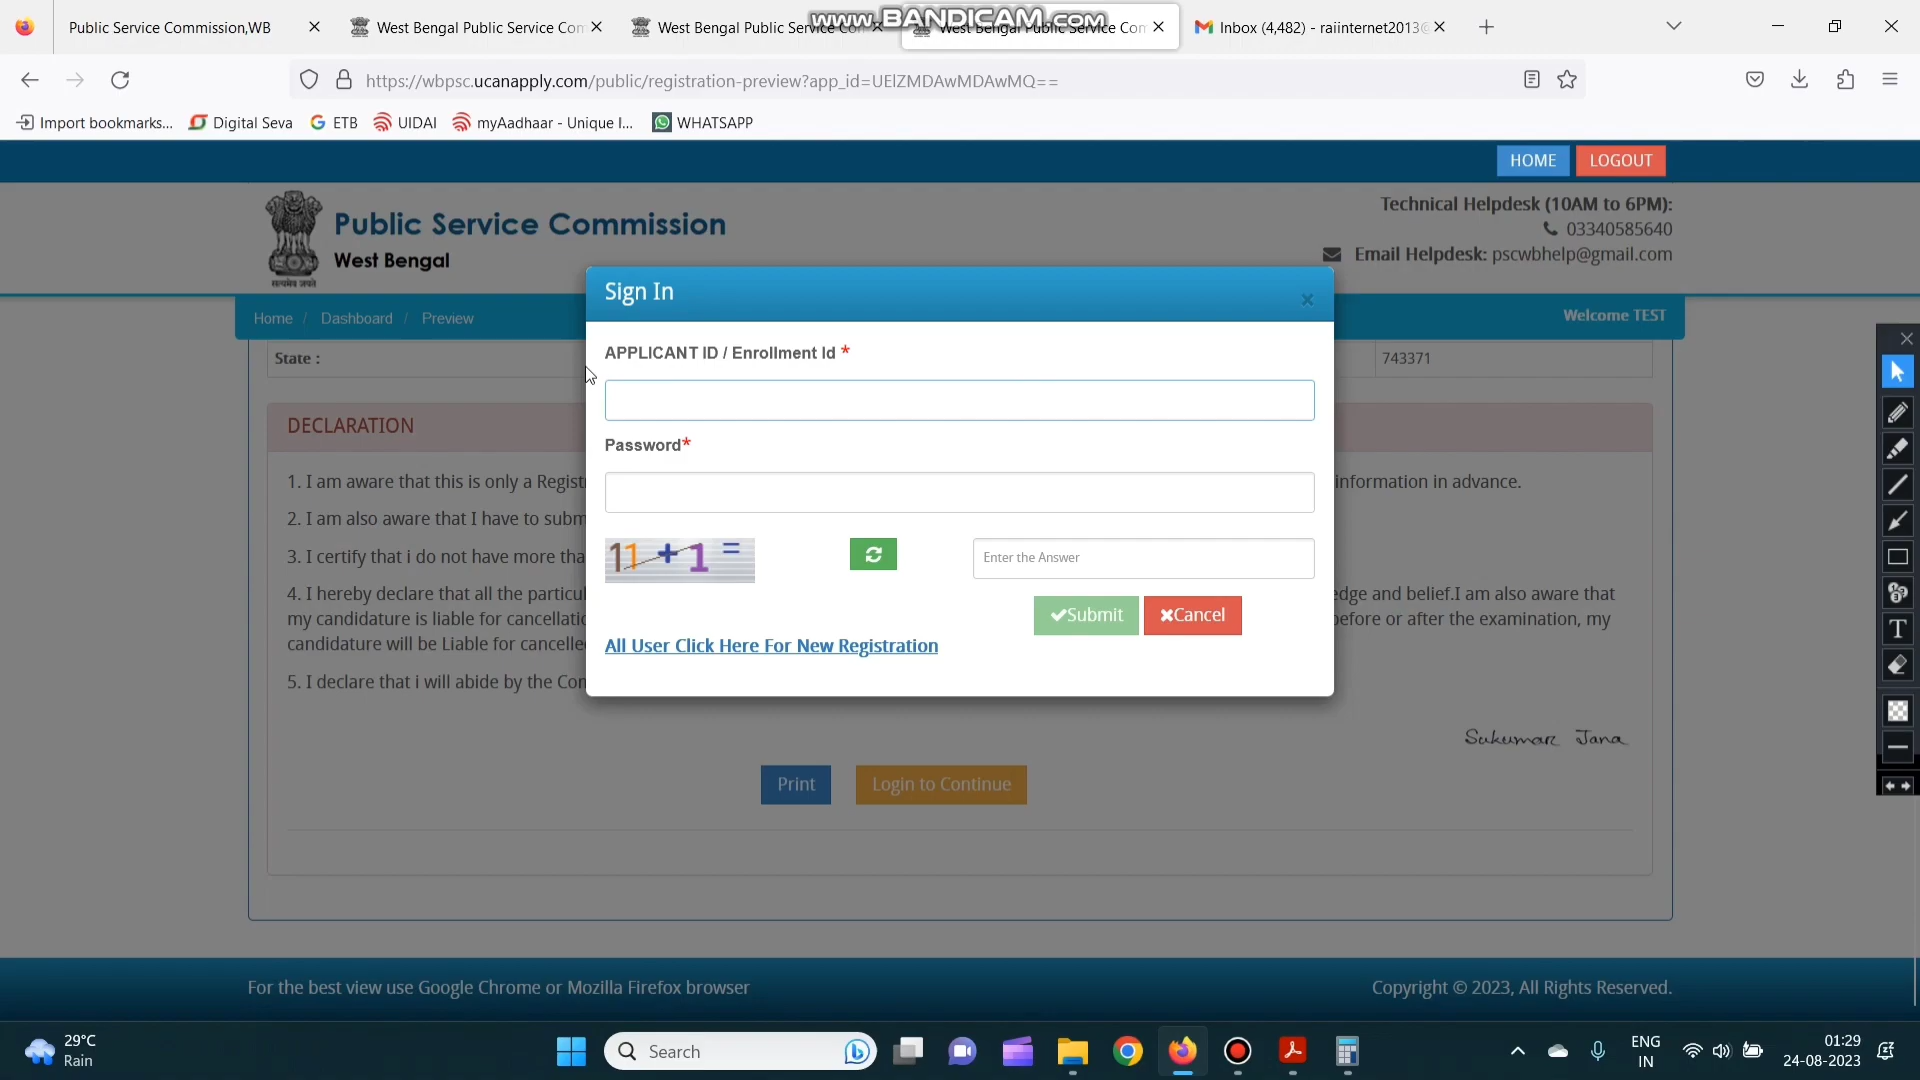 www.BANDICAM.com
Public Service Commission,WB
West Bengal Public Service Con
West Bengal Public Service Con
West Bengal Public Service Con
Inbox (4,482) - raiinternet2013@
https://wbpsc.ucanapply.com/public/registration-preview?app_id=UElZMDAwMDAwMQ==
Import bookmarks...
Digital Seva
ETB
UIDAI
myAadhaar - Unique I...
WHATSAPP
HOME
LOGOUT
Public Service Commission
West Bengal
सत्यमेव जयते
Technical Helpdesk (10AM to 6PM):
03340585640
Email Helpdesk: pscwbhelp@gmail.com
Home / Dashboard / Preview
Welcome TEST
State :
743371
Sign In
APPLICANT ID / Enrollment Id *
Password*
11 + 1 =
Enter the Answer
Submit
Cancel
All User Click Here For New Registration
DECLARATION
1. I am aware that this is only a Regist
information in advance.
2. I am also aware that I have to subm
3. I certify that i do not have more tha
4. I hereby declare that all the particul
edge and belief.I am also aware that
my candidature is liable for cancellatio
before or after the examination, my
candidature will be Liable for cancelle
5. I declare that i will abide by the Con
Sukumar Jana
Print
Login to Continue
For the best view use Google Chrome or Mozilla Firefox browser
Copyright © 2023, All Rights Reserved.
29°C
Rain
Search
ENG
IN
01:29
24-08-2023